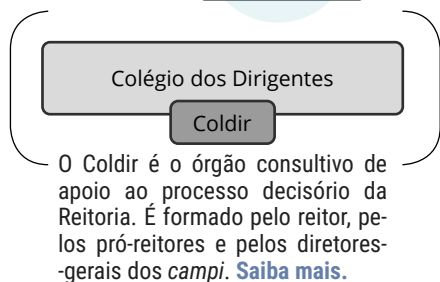 Colégio dos Dirigentes
Coldir
O Coldir é o órgão consultivo de
apoio ao processo decisório da
Reitoria. É formado pelo reitor, pe-
los pró-reitores e pelos diretores-
-gerais dos campi. Saiba mais.